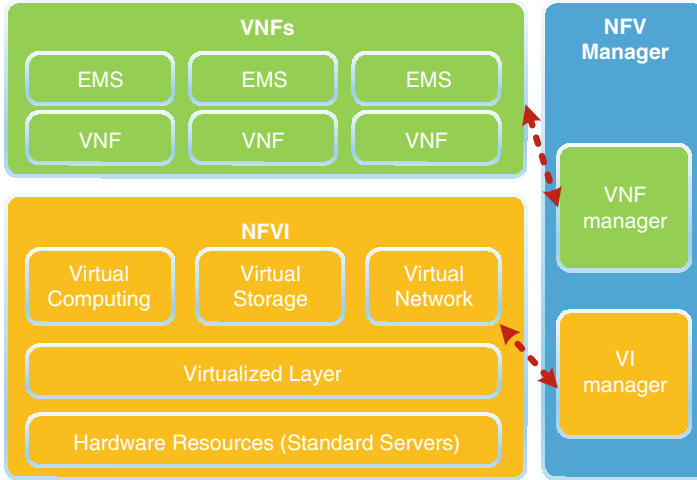 VNFs
EMS
EMS
EMS
VNF
VNF
VNF
NFVI
Virtual
Computing
Virtual
Storage
Virtual
Network
Virtualized Layer
Hardware Resources (Standard Servers)
NFV
Manager
VNF
manager
VI
manager